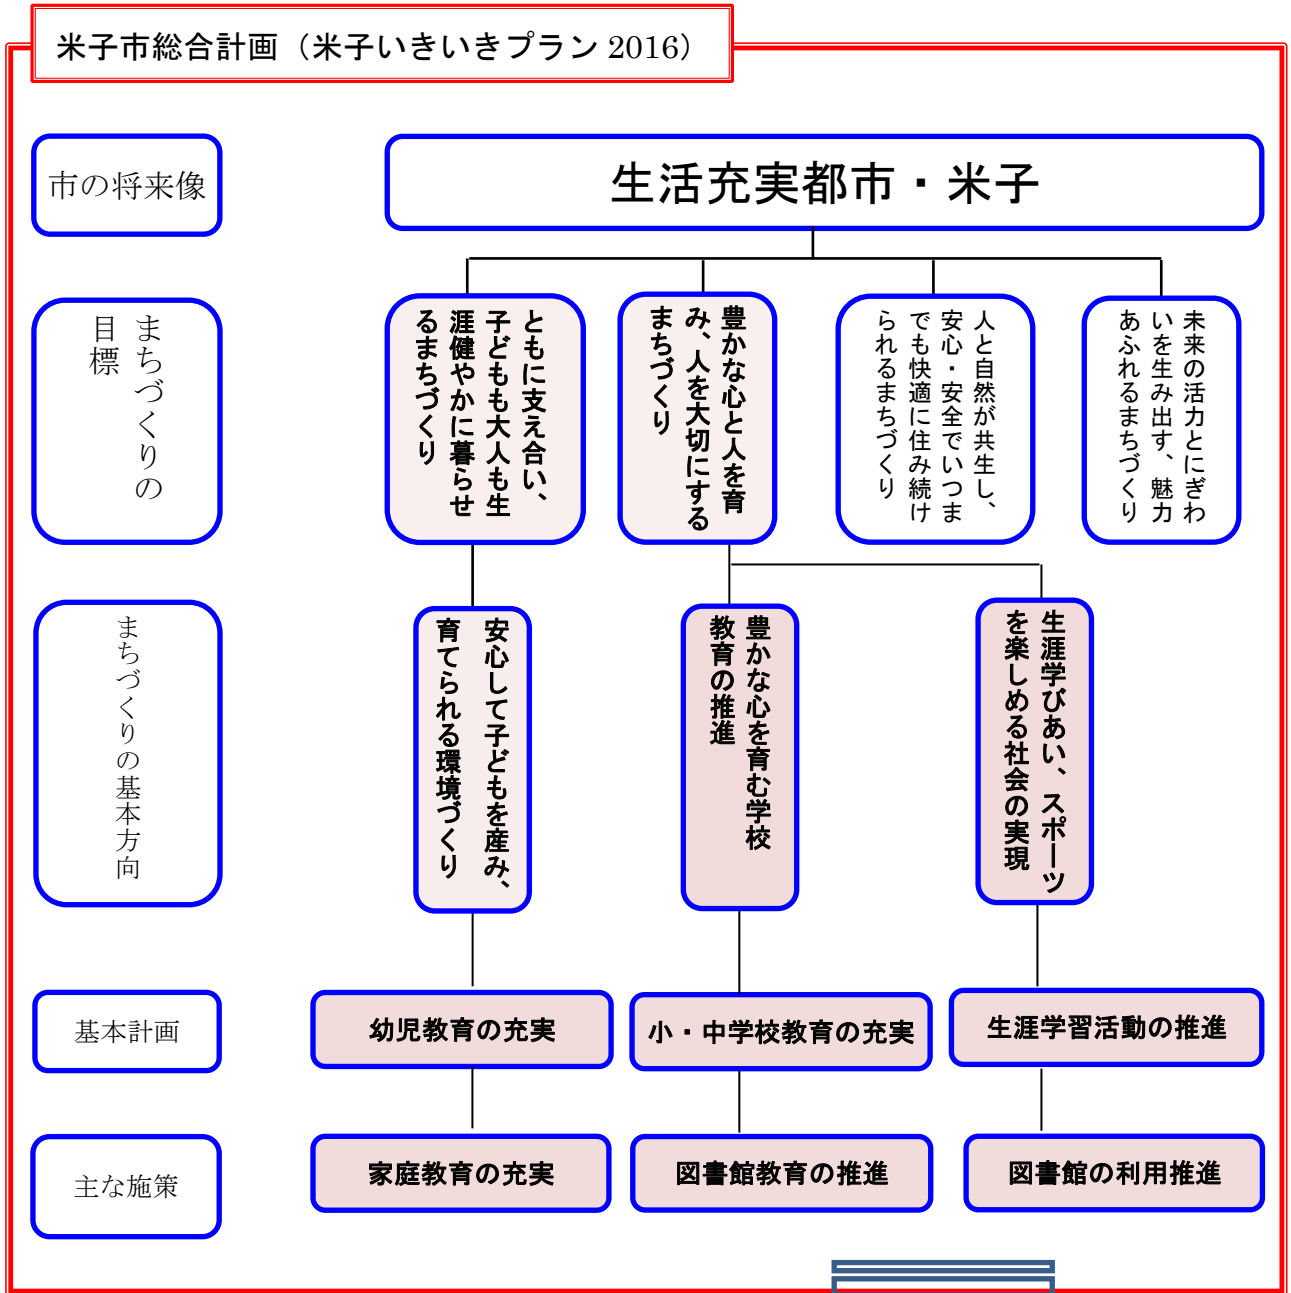 米子市総合計画（米子いきいきプラン 2016）
市の将来像
生活充実都市・米子
まちづくりの
目標
ともに支え合い、
子どもも大人も生
涯健やかに暮らせ
るまちづくり
豊かな心と人を育
み、人を大切にする
まちづくり
人と自然が共生し、
安心・安全でいつま
でも快適に住み続け
られるまちづくり
未来の活力とにぎわ
いを生み出す、魅力
あふれるまちづくり
まちづくりの基本方向
安心して子どもを産み、
育てられる環境づくり
豊かな心を育む学校
教育の推進
生涯学びあい、スポーツ
を楽しめる社会の実現
基本計画
幼児教育の充実
小・中学校教育の充実
生涯学習活動の推進
主な施策
家庭教育の充実
図書館教育の推進
図書館の利用推進